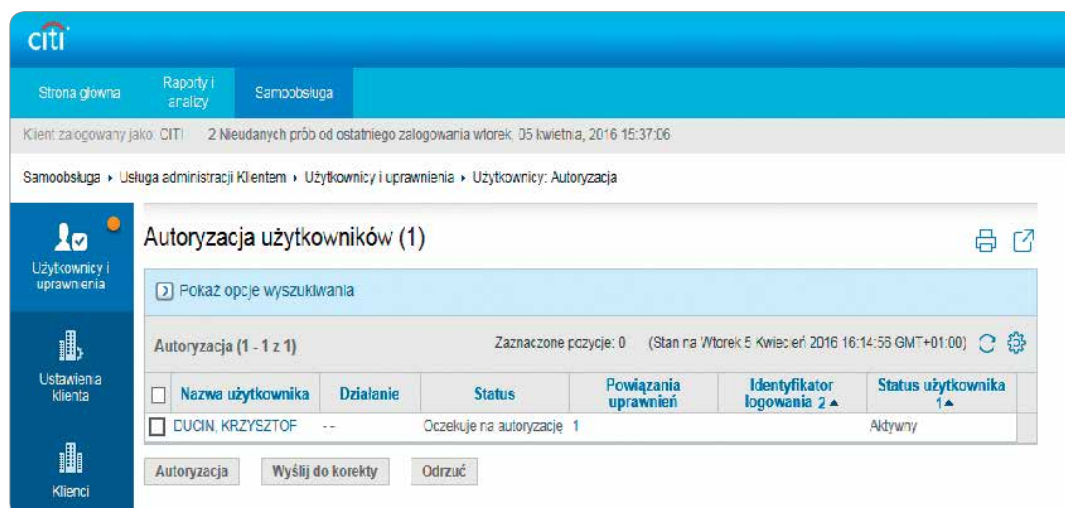 citi
Strona główna
Raporty i analizy
Samoobsługa
Klient zalogowany jako: CITI 2 Nieudanych prób od ostatniego zalogowania wtorek, 05 kwietnia, 2016 15:37:06
Samoobsługa › Usługa administracji Klientem › Użytkownicy i uprawnienia › Użytkownicy: Autoryzacja
Użytkownicy i uprawnienia
Ustawienia klienta
Klienci
Autoryzacja użytkowników (1)
Pokaż opcje wyszukiwania
Autoryzacja (1 - 1 z 1) Zaznaczone pozycje: 0 (Stan na Wtorek 5 Kwiecień 2016 16:14:56 GMT+01:00)
Nazwa użytkownika Działanie Status Powiązania uprawnień Identyfikator logowania 2 Status użytkownika 1
DUCIN, KRZYSZTOF -- Oczekuje na autoryzację 1 Aktywny
Autoryzacja Wyślij do korekty Odrzuć